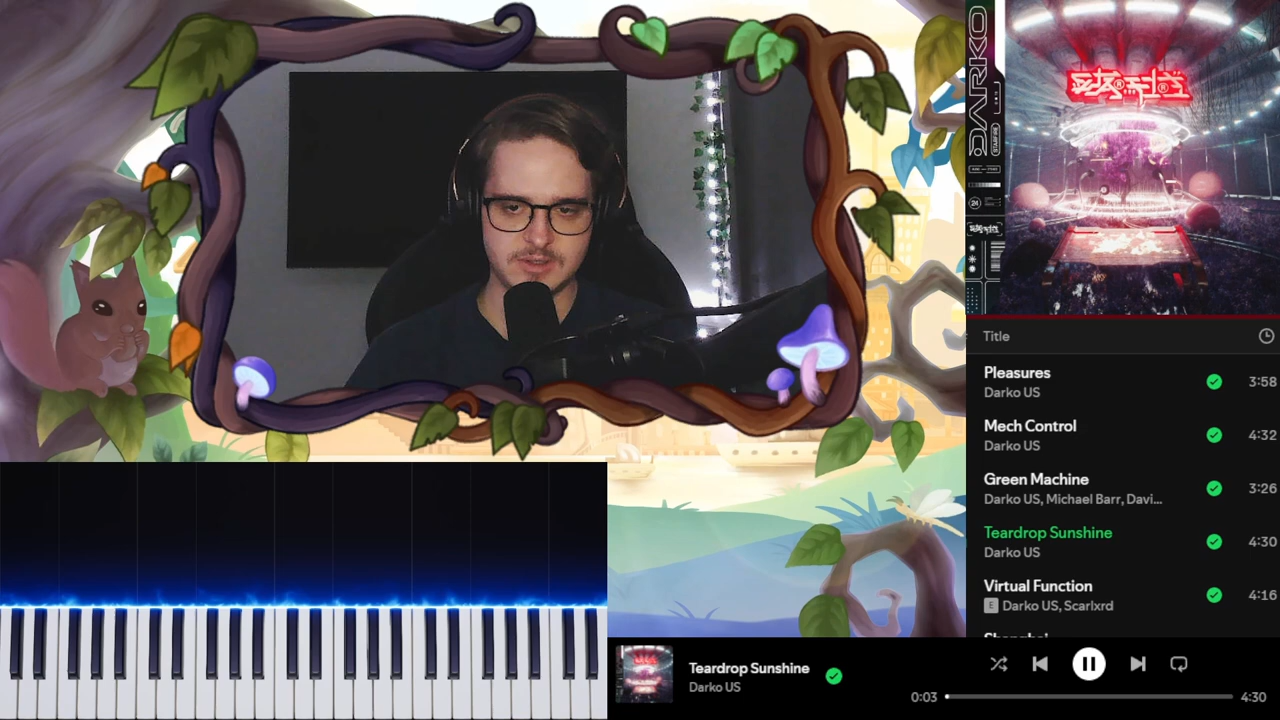 DARKO
STARFIRE
24
Title
Pleasures
Darko US
3:58
Mech Control
Darko US
4:32
Green Machine
Darko US, Michael Barr, Davi...
3:26
Teardrop Sunshine
Darko US
4:30
Virtual Function
E Darko US, Scarlxrd
4:16
Teardrop Sunshine
Darko US
0:03
4:30